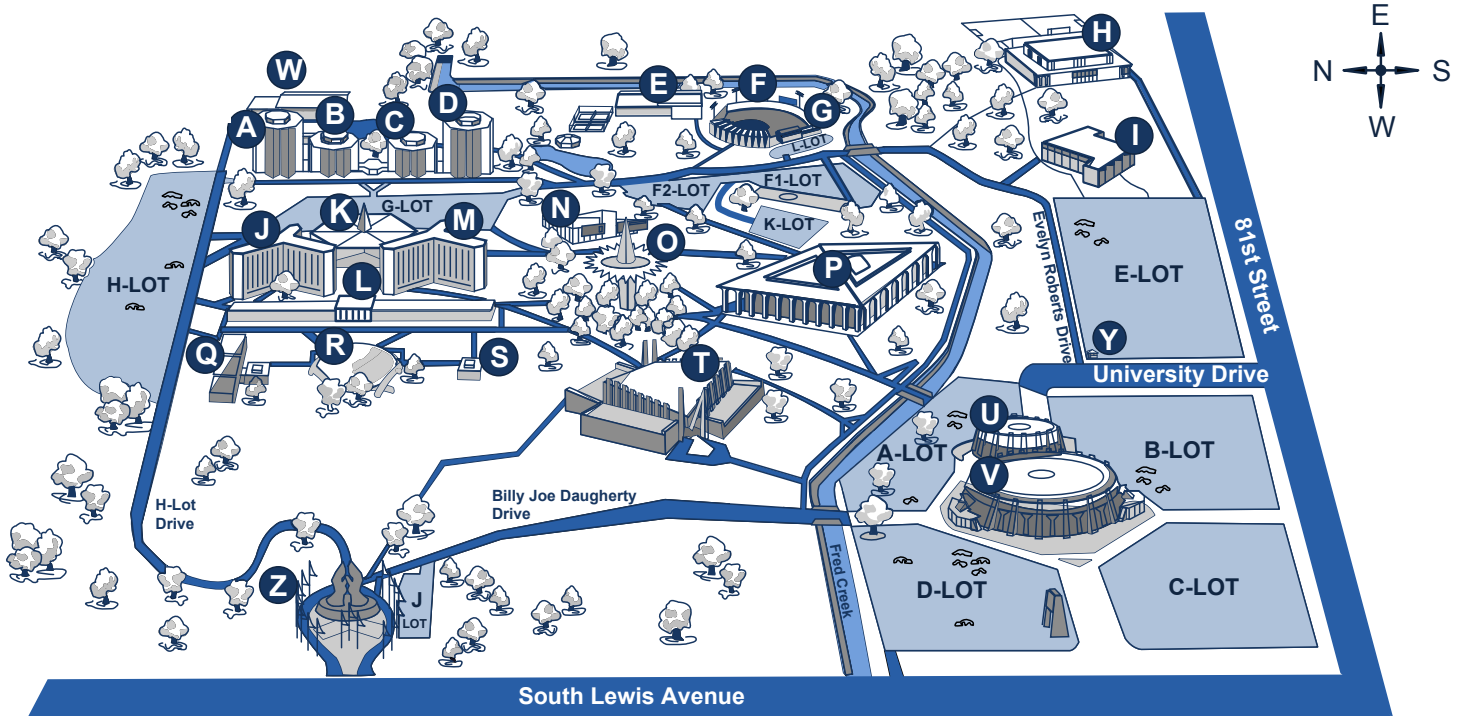 E
N
S
W
H
W
A
B
C
D
E
F
G
L-LOT
I
F2-LOT
F1-LOT
G-LOT
K-LOT
J
K
M
N
O
P
L
H-LOT
E-LOT
81st Street
Evelyn Roberts Drive
Q
R
S
T
Y
University Drive
U
V
A-LOT
B-LOT
H-Lot
Drive
Billy Joe Daugherty
Drive
Fred Creek
Z
J
LOT
D-LOT
C-LOT
South Lewis Avenue